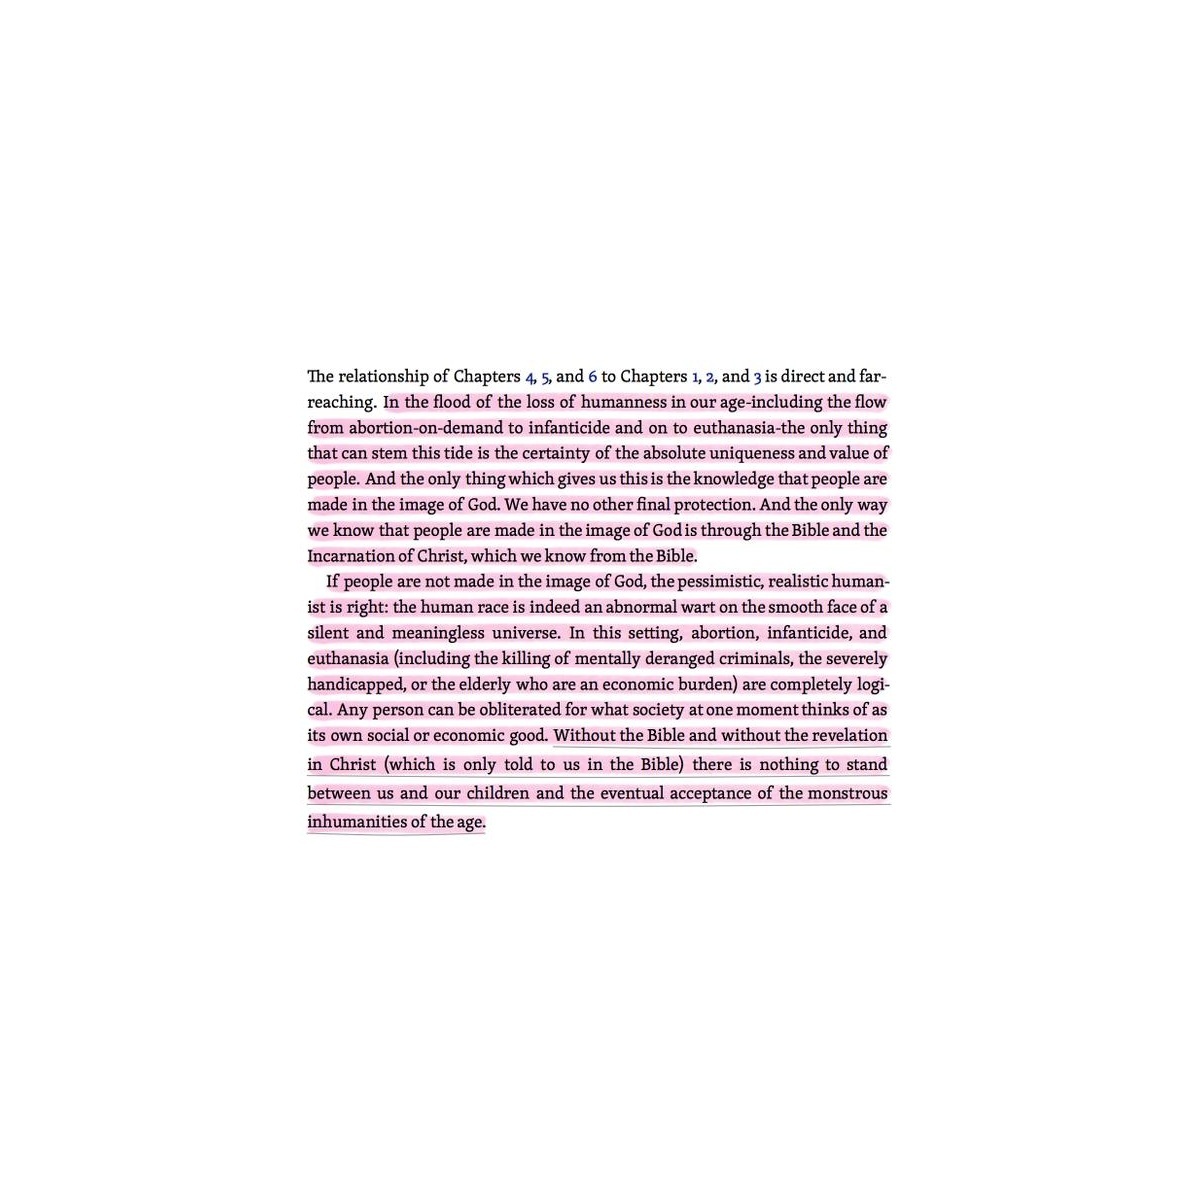 The relationship of Chapters 4, 5, and 6 to Chapters 1, 2, and 3 is direct and far-
reaching. In the flood of the loss of humanness in our age-including the flow
from abortion-on-demand to infanticide and on to euthanasia-the only thing
that can stem this tide is the certainty of the absolute uniqueness and value of
people. And the only thing which gives us this is the knowledge that people are
made in the image of God. We have no other final protection. And the only way
we know that people are made in the image of God is through the Bible and the
Incarnation of Christ, which we know from the Bible.
If people are not made in the image of God, the pessimistic, realistic human-
ist is right: the human race is indeed an abnormal wart on the smooth face of a
silent and meaningless universe. In this setting, abortion, infanticide, and
euthanasia (including the killing of mentally deranged criminals, the severely
handicapped, or the elderly who are an economic burden) are completely logi-
cal. Any person can be obliterated for what society at one moment thinks of as
its own social or economic good. Without the Bible and without the revelation
in Christ (which is only told to us in the Bible) there is nothing to stand
between us and our children and the eventual acceptance of the monstrous
inhumanities of the age.